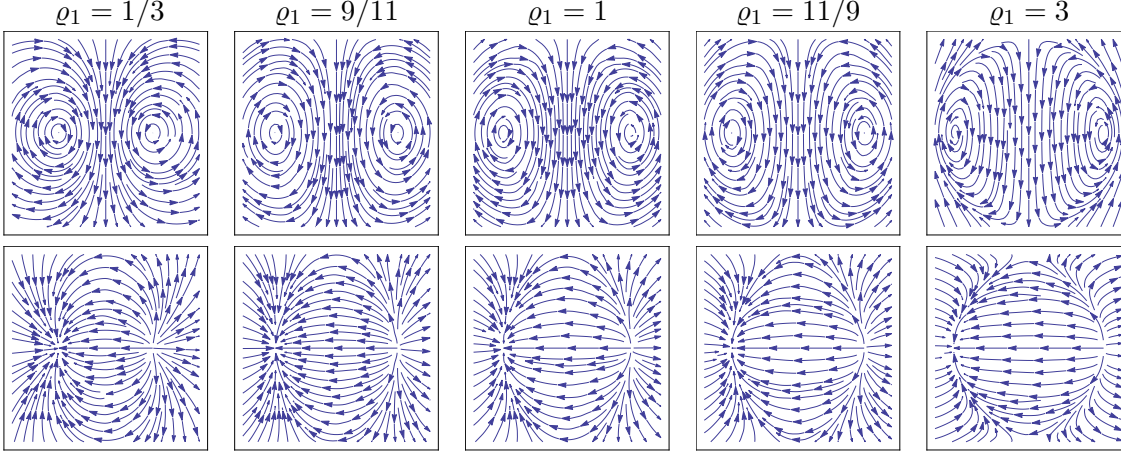 ϱ₁ = 1/3 ϱ₁ = 9/11 ϱ₁ = 1 ϱ₁ = 11/9 ϱ₁ = 3